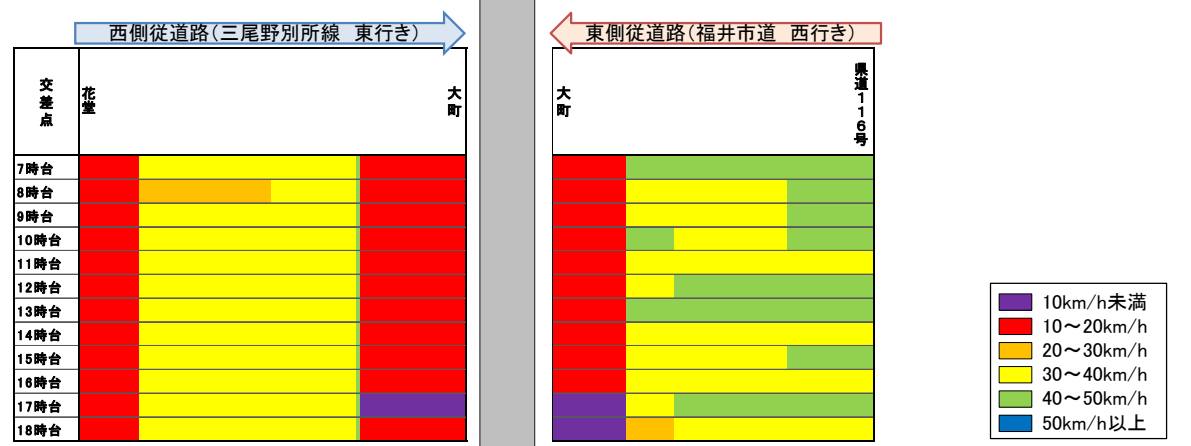 西側従道路（三尾野別所線　東行き）
東側従道路（福井市道　西行き）
交差点
花堂
大町
大町
県道116号
7時台
8時台
9時台
10時台
11時台
12時台
13時台
14時台
15時台
16時台
17時台
18時台
10km/h未満
10～20km/h
20～30km/h
30～40km/h
40～50km/h
50km/h以上